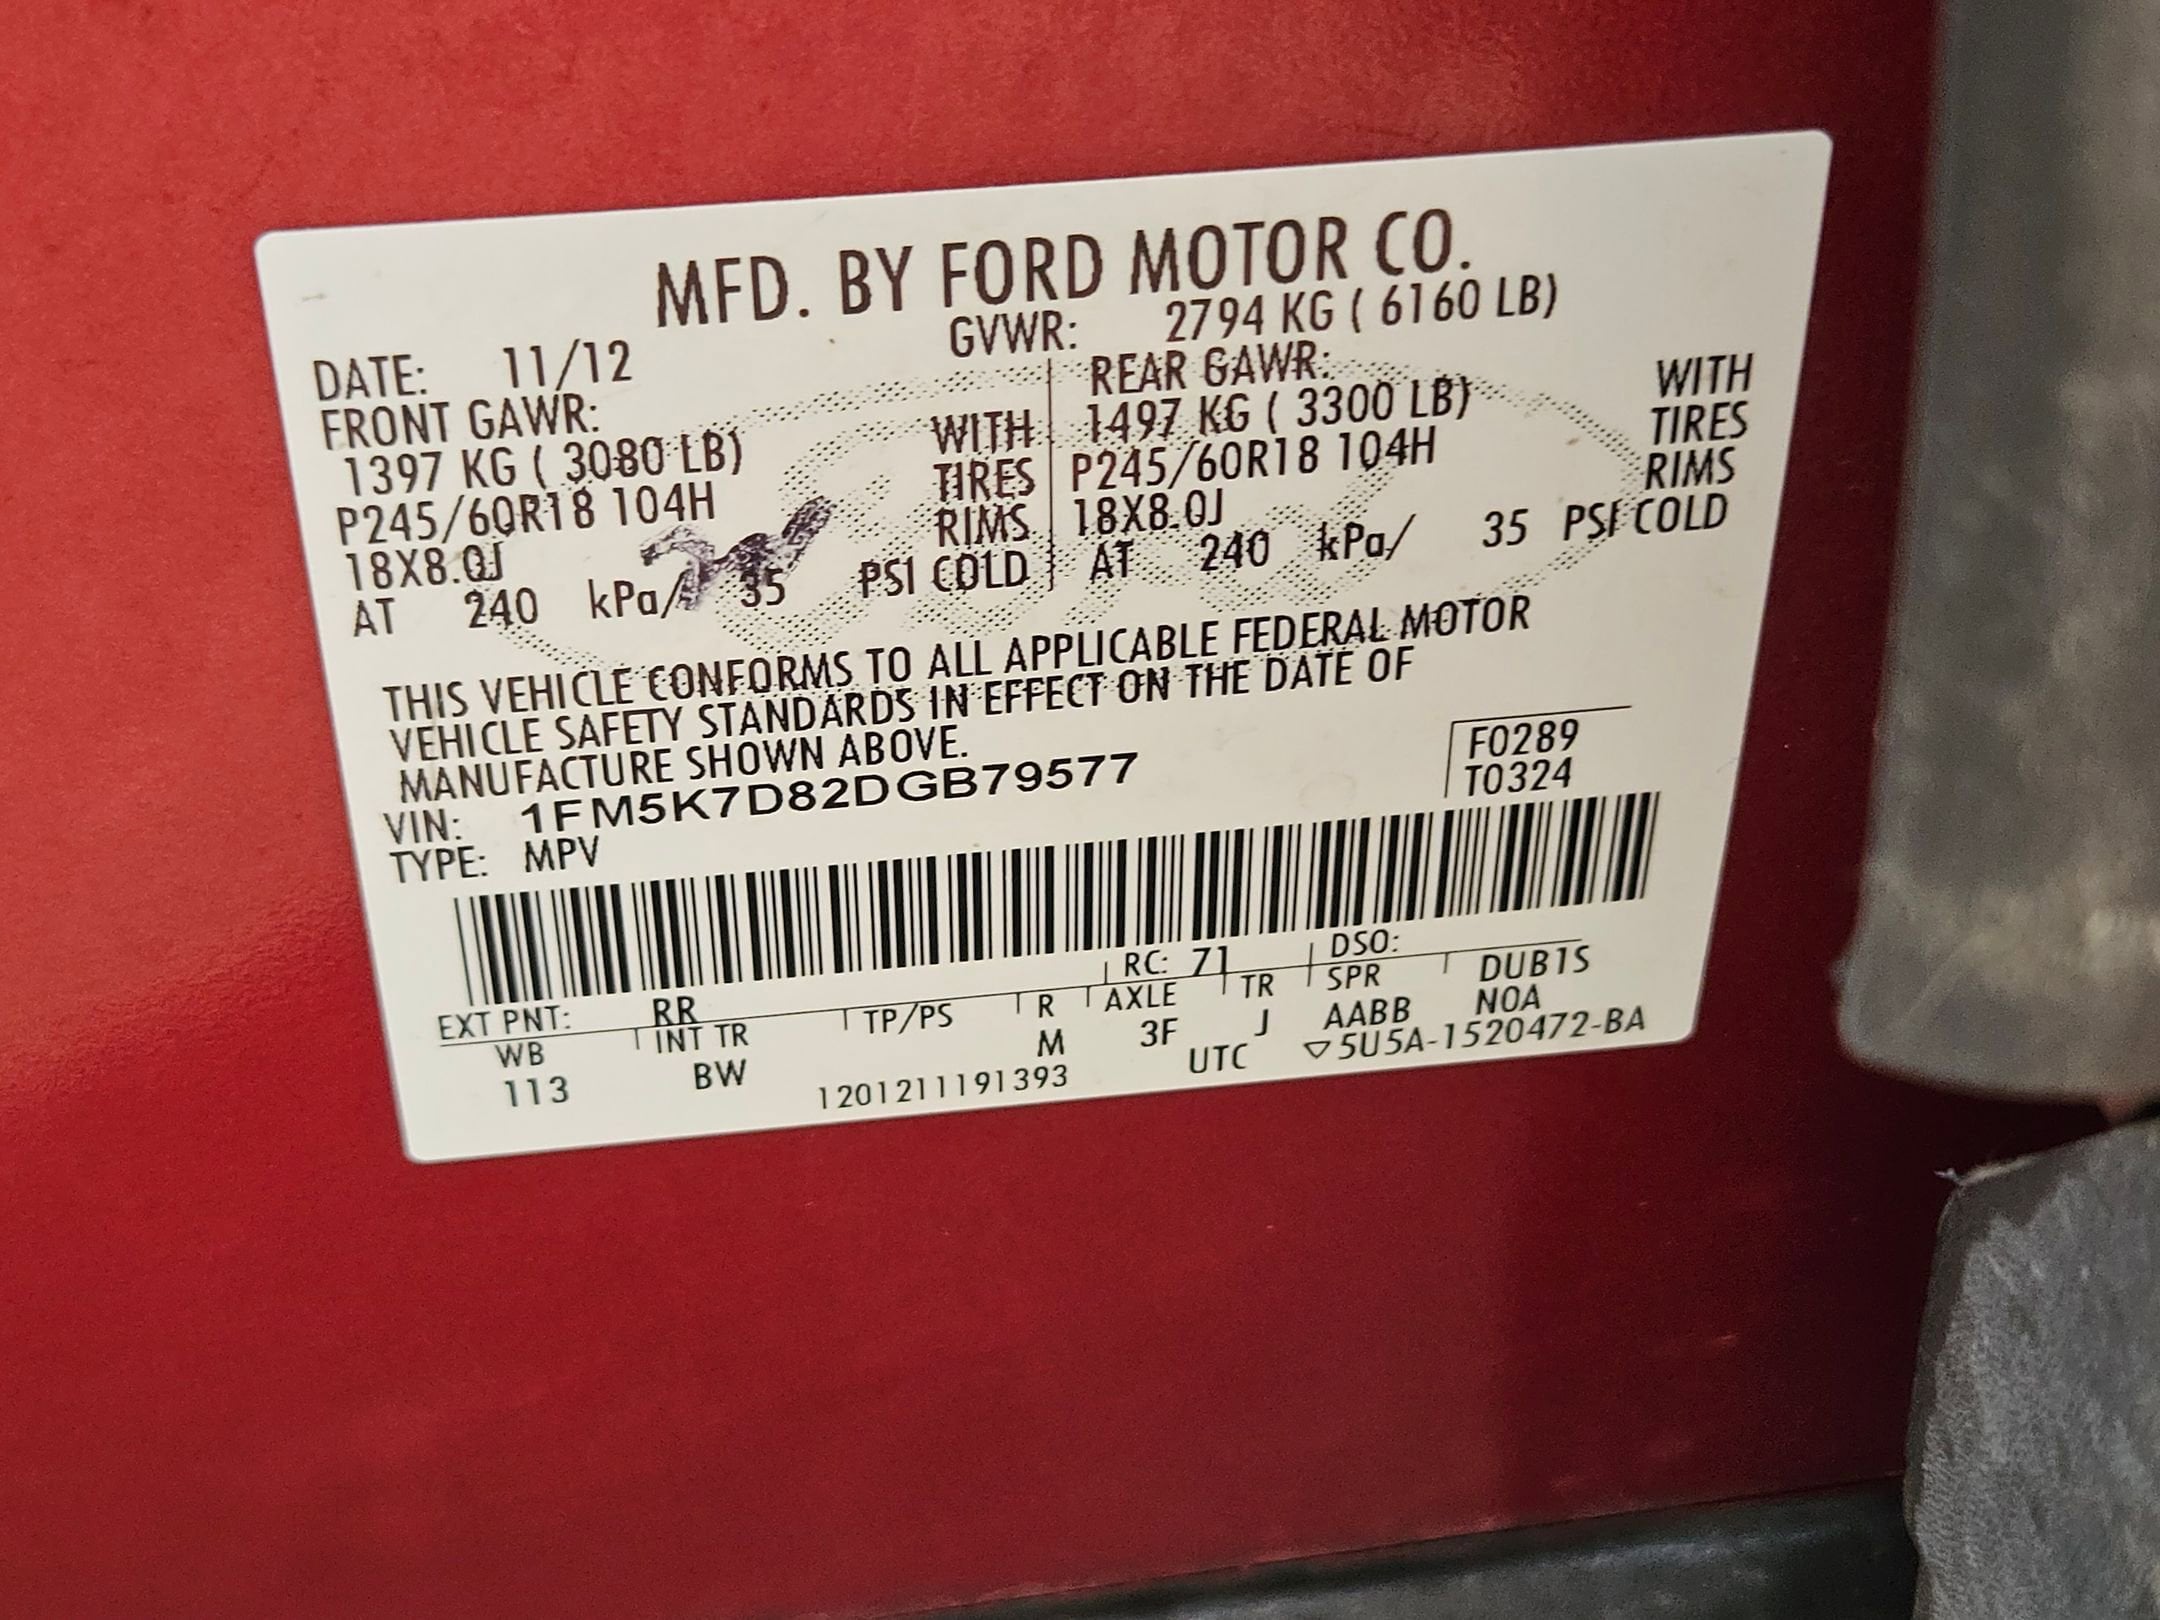 MFD. BY FORD MOTOR CO.
DATE: 11/12 GVWR: 2794 KG ( 6160 LB)
FRONT GAWR: REAR GAWR:
1397 KG ( 3080 LB) WITH 1497 KG ( 3300 LB) WITH
P245/60R18 104H TIRES P245/60R18 104H TIRES
18X8.0J RIMS 18X8.0J RIMS
AT 240 kPa/ 35 PSI COLD AT 240 kPa/ 35 PSI COLD
THIS VEHICLE CONFORMS TO ALL APPLICABLE FEDERAL MOTOR
VEHICLE SAFETY STANDARDS IN EFFECT ON THE DATE OF
MANUFACTURE SHOWN ABOVE.
VIN: 1FM5K7D82DGB79577 F0289
TYPE: MPV T0324
EXT PNT: RR RC: 71 DSO:
WB INT TR TP/PS R AXLE TR SPR DUB1S
113 BW M 3F J AABB NOA
1201211191393 UTC ▽5U5A-1520472-BA